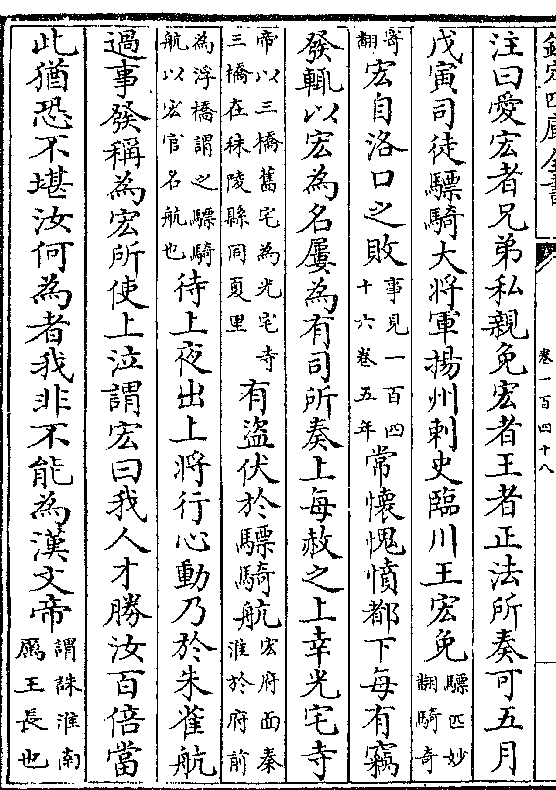 欽定四庫全書
卷一百四十八
注曰愛宏者兄弟私親免宏者王者正法所奏可五月
戊寅司徒驃騎大將軍揚州刺史臨川王宏免驃匹妙翻騎奇
寄翻宏自洛口之敗事見一百四十六卷五年常懷愧憤都下每有竊
發輒以宏為名屢為有司所奏上每赦之上幸光宅寺
帝以三橋舊宅為光宅寺三橋在秣陵縣同夏里有盜伏於驃騎航宏府面秦淮於府前
為浮橋謂之驃騎航以宏官名航也待上夜出上將行心動乃於朱雀航
過事發稱為宏所使上泣謂宏曰我人才勝汝百倍當
此猶恐不堪汝何為者我非不能為漢文帝謂誅淮南厲王長也